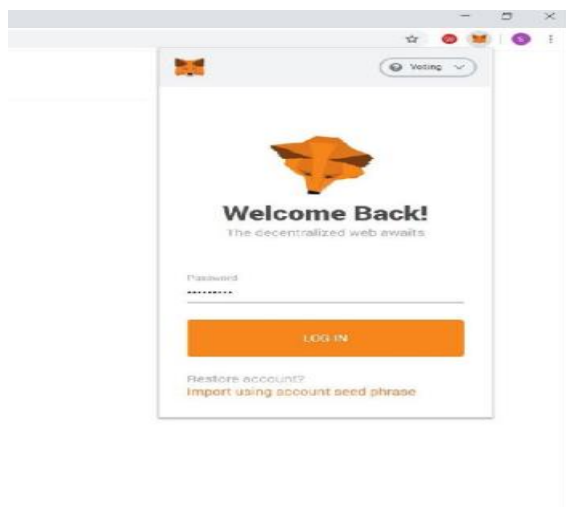 Voting
Welcome Back!
The decentralized web awaits
Password
LOG IN
Restore account?
Import using account seed phrase